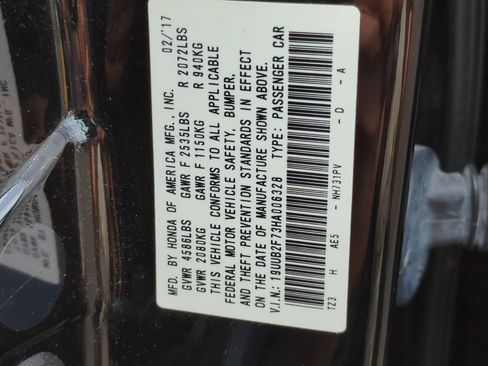 MFD. BY HONDA OF AMERICA MFG., INC. 02/'17
GVWR 4586LBS GAWR F 2535LBS R 2072LBS
GVWR 2080KG GAWR F 1150KG R 940KG
THIS VEHICLE CONFORMS TO ALL APPLICABLE
FEDERAL MOTOR VEHICLE SAFETY, BUMPER,
AND THEFT PREVENTION STANDARDS IN EFFECT
ON THE DATE OF MANUFACTURE SHOWN ABOVE.
V.I.N.: 19UUB2F73HA006328 TYPE: PASSENGER CAR
TZ3 H AE5 - NH731PV - D - A